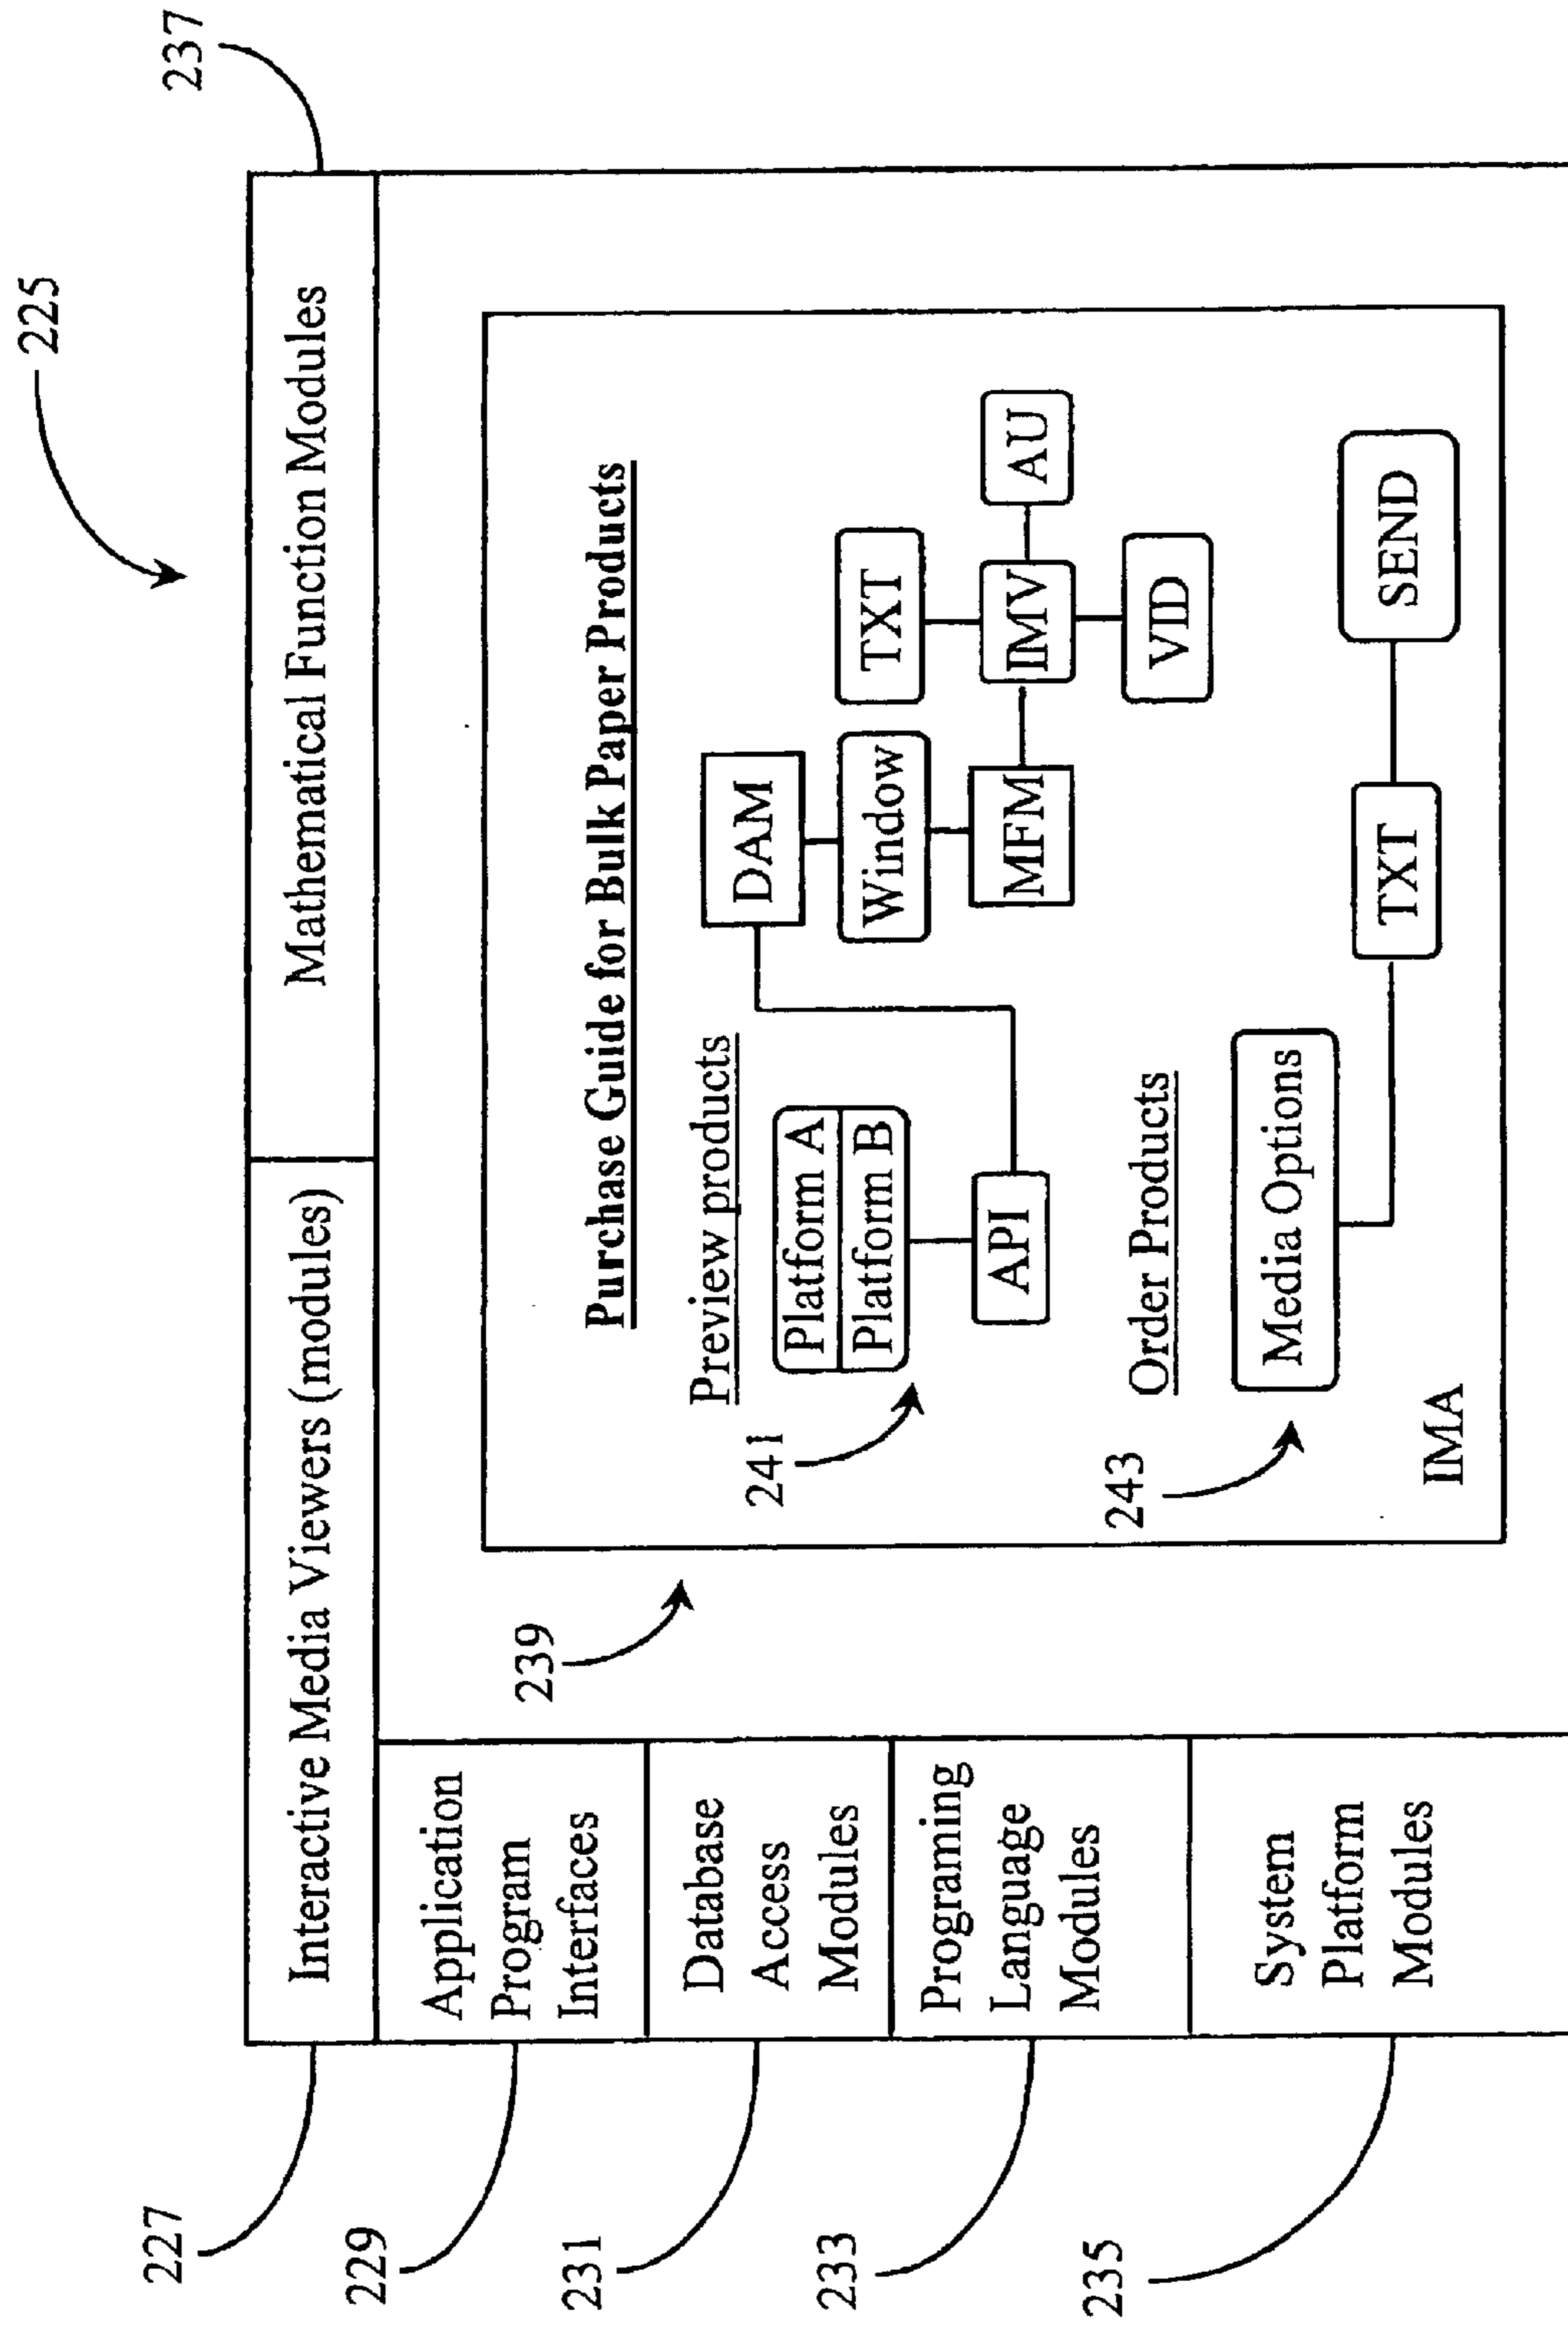 225
237
227
Interactive Media Viewers (modules)
Mathematical Function Modules
229
Application
Program
Interfaces
231
Database
Access
Modules
233
Programing
Language
Modules
235
System
Platform
Modules
239
Purchase Guide for Bulk Paper Products
Preview products
241
Platform A
Platform B
API
DAM
Window
MFM
TXT
IMV
AU
VID
Order Products
243
Media Options
TXT
SEND
IMA